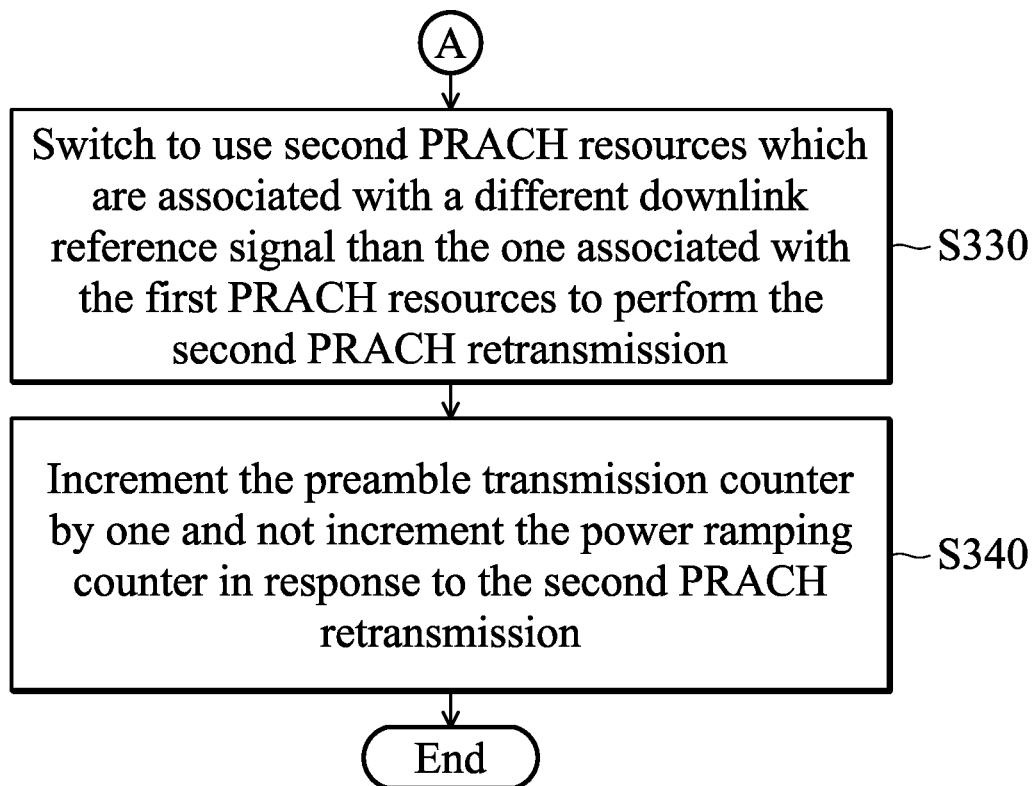 A
Switch to use second PRACH resources which
are associated with a different downlink
reference signal than the one associated with
the first PRACH resources to perform the
second PRACH retransmission
S330
Increment the preamble transmission counter
by one and not increment the power ramping
counter in response to the second PRACH
retransmission
S340
End